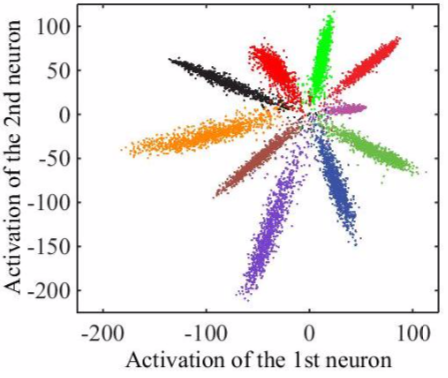 Activation of the 2nd neuron
100
50
0
-50
-100
-150
-200
-200 -100 0 100
Activation of the 1st neuron